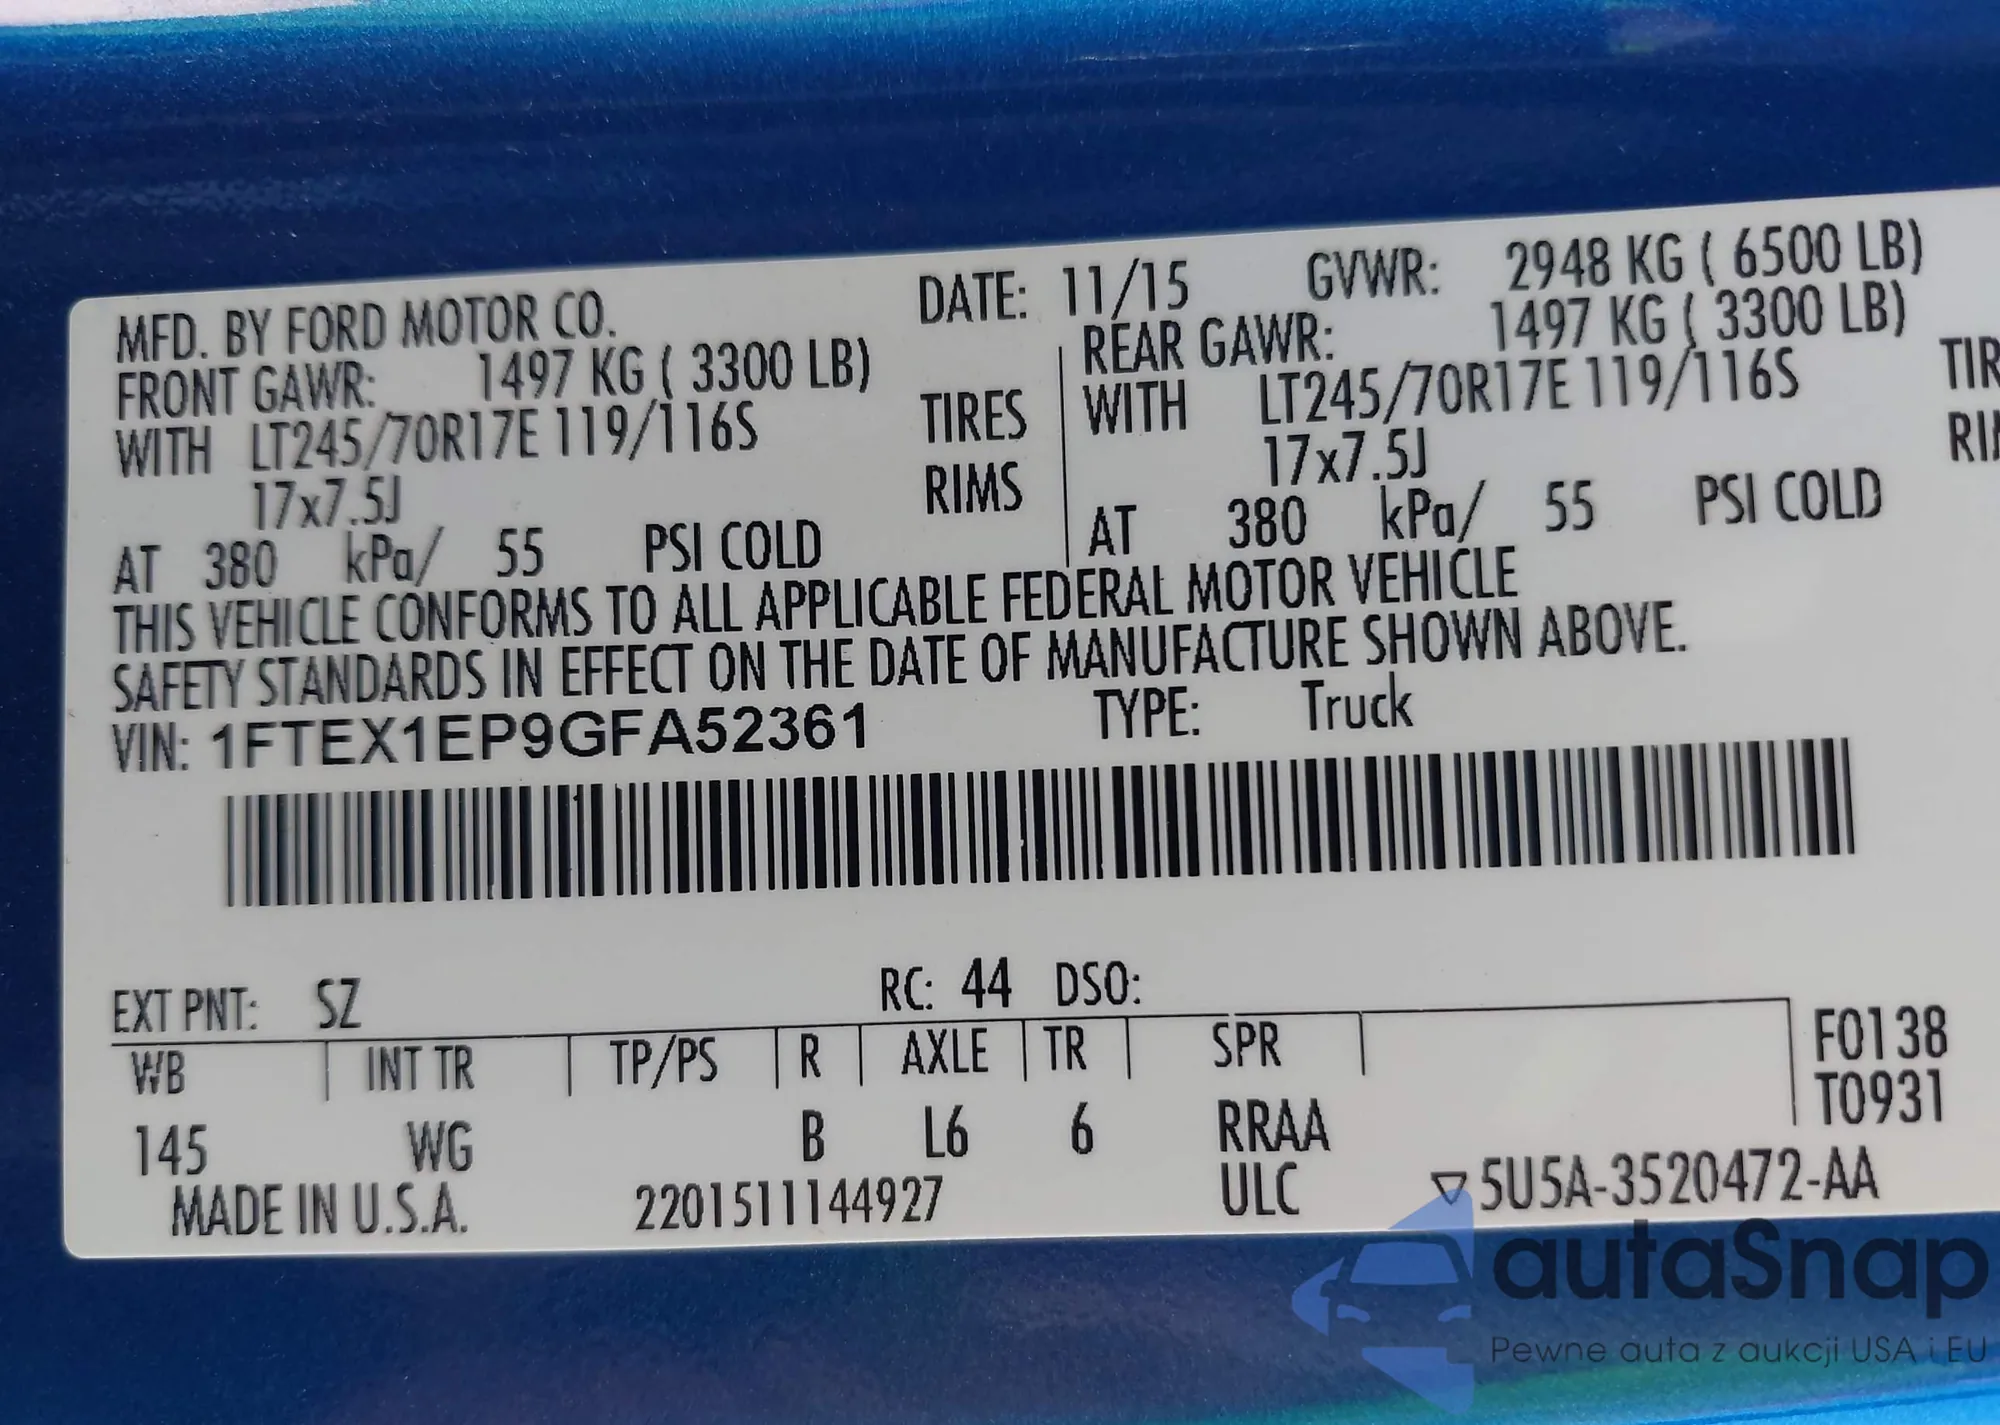 MFD. BY FORD MOTOR CO. DATE: 11/15 GVWR: 2948 KG ( 6500 LB)
FRONT GAWR: 1497 KG ( 3300 LB) REAR GAWR: 1497 KG ( 3300 LB)
WITH LT245/70R17E 119/116S TIRES WITH LT245/70R17E 119/116S
17x7.5J RIMS 17x7.5J
AT 380 kPa/ 55 PSI COLD AT 380 kPa/ 55 PSI COLD
THIS VEHICLE CONFORMS TO ALL APPLICABLE FEDERAL MOTOR VEHICLE
SAFETY STANDARDS IN EFFECT ON THE DATE OF MANUFACTURE SHOWN ABOVE.
VIN: 1FTEX1EP9GFA52361 TYPE: Truck
EXT PNT: SZ RC: 44 DSO:
WB INT TR TP/PS R AXLE TR SPR F0138
T0931
145 WG B L6 6 RRAA
MADE IN U.S.A. 2201511144927 ULC ▽5U5A-3520472-AA
autaSnap
Pewne auta z aukcji USA i EU